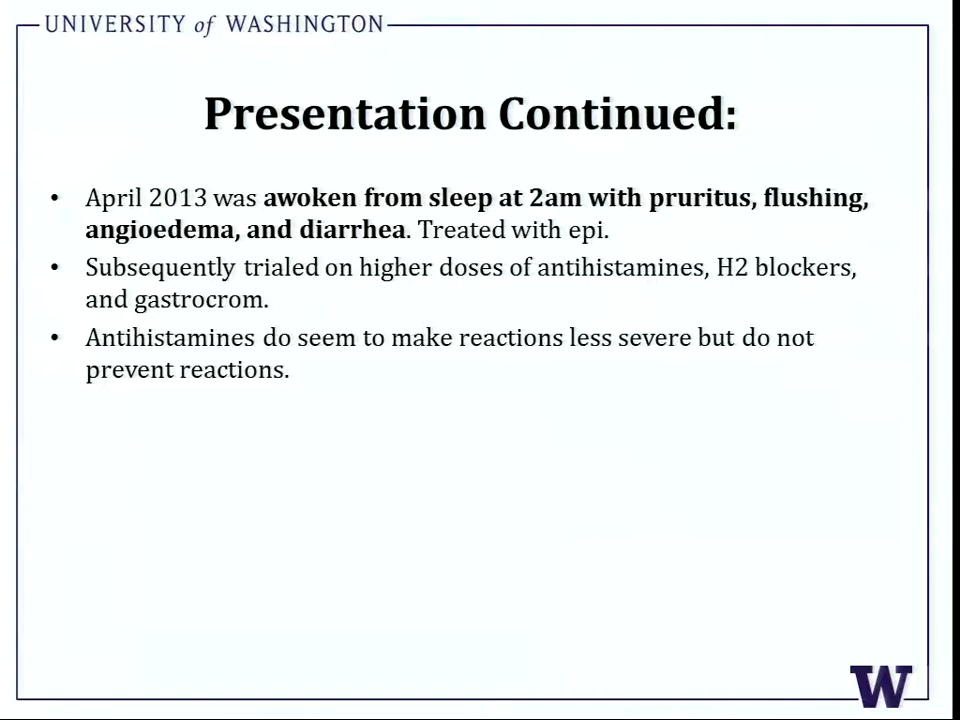 UNIVERSITY of WASHINGTON
Presentation Continued:
• April 2013 was awoken from sleep at 2am with pruritus, flushing,
angioedema, and diarrhea. Treated with epi.
• Subsequently trialed on higher doses of antihistamines, H2 blockers,
and gastrocrom.
• Antihistamines do seem to make reactions less severe but do not
prevent reactions.
W